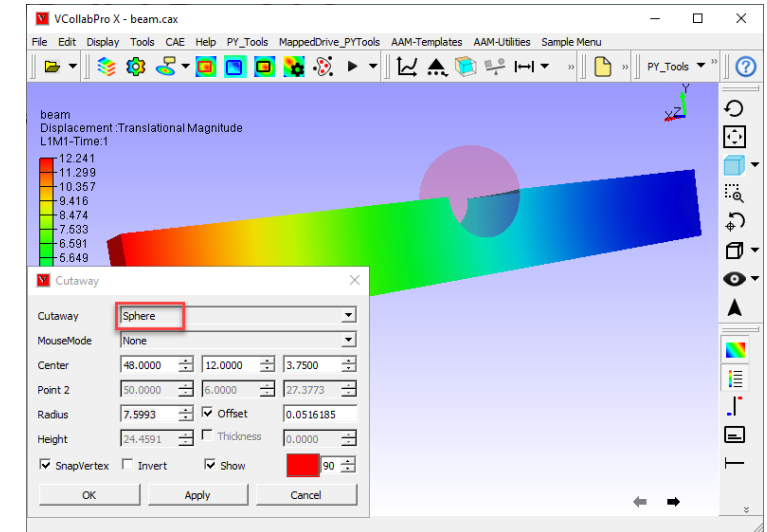 VCollabPro X - beam.cax
File Edit Display Tools CAE Help PY_Tools MappedDrive_PYTools AAM-Templates AAM-Utilities Sample Menu
PY_Tools
beam
Displacement :Translational Magnitude
L1M1-Time:1
12.241
11.299
10.357
9.416
8.474
7.533
6.591
5.649
Y
X Z
Cutaway
Cutaway Sphere
MouseMode None
Center 48.0000 12.0000 3.7500
Point 2 50.0000 6.0000 27.3773
Radius 7.5993 Offset 0.0516185
Height 24.4591 Thickness 0.0000
SnapVertex Invert Show 90
OK Apply Cancel